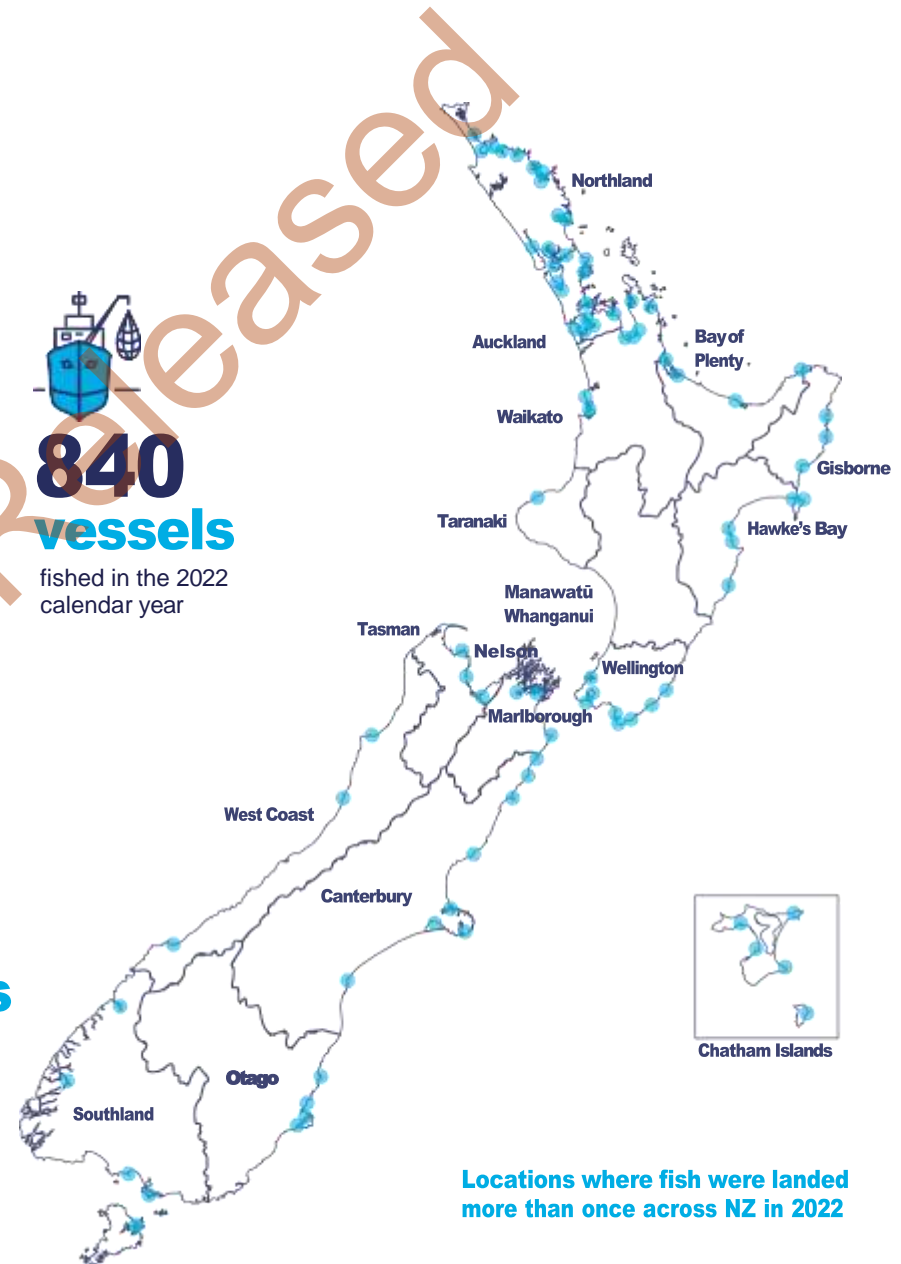 Released
Northland
Auckland
Bay of
Plenty
Waikato
840
vessels
fished in the 2022
calendar year
Gisborne
Taranaki
Hawke's Bay
Manawatū
Whanganui
Tasman
Nelson
Wellington
Marlborough
West Coast
Canterbury
s
Chatham Islands
Otago
Southland
Locations where fish were landed
more than once across NZ in 2022